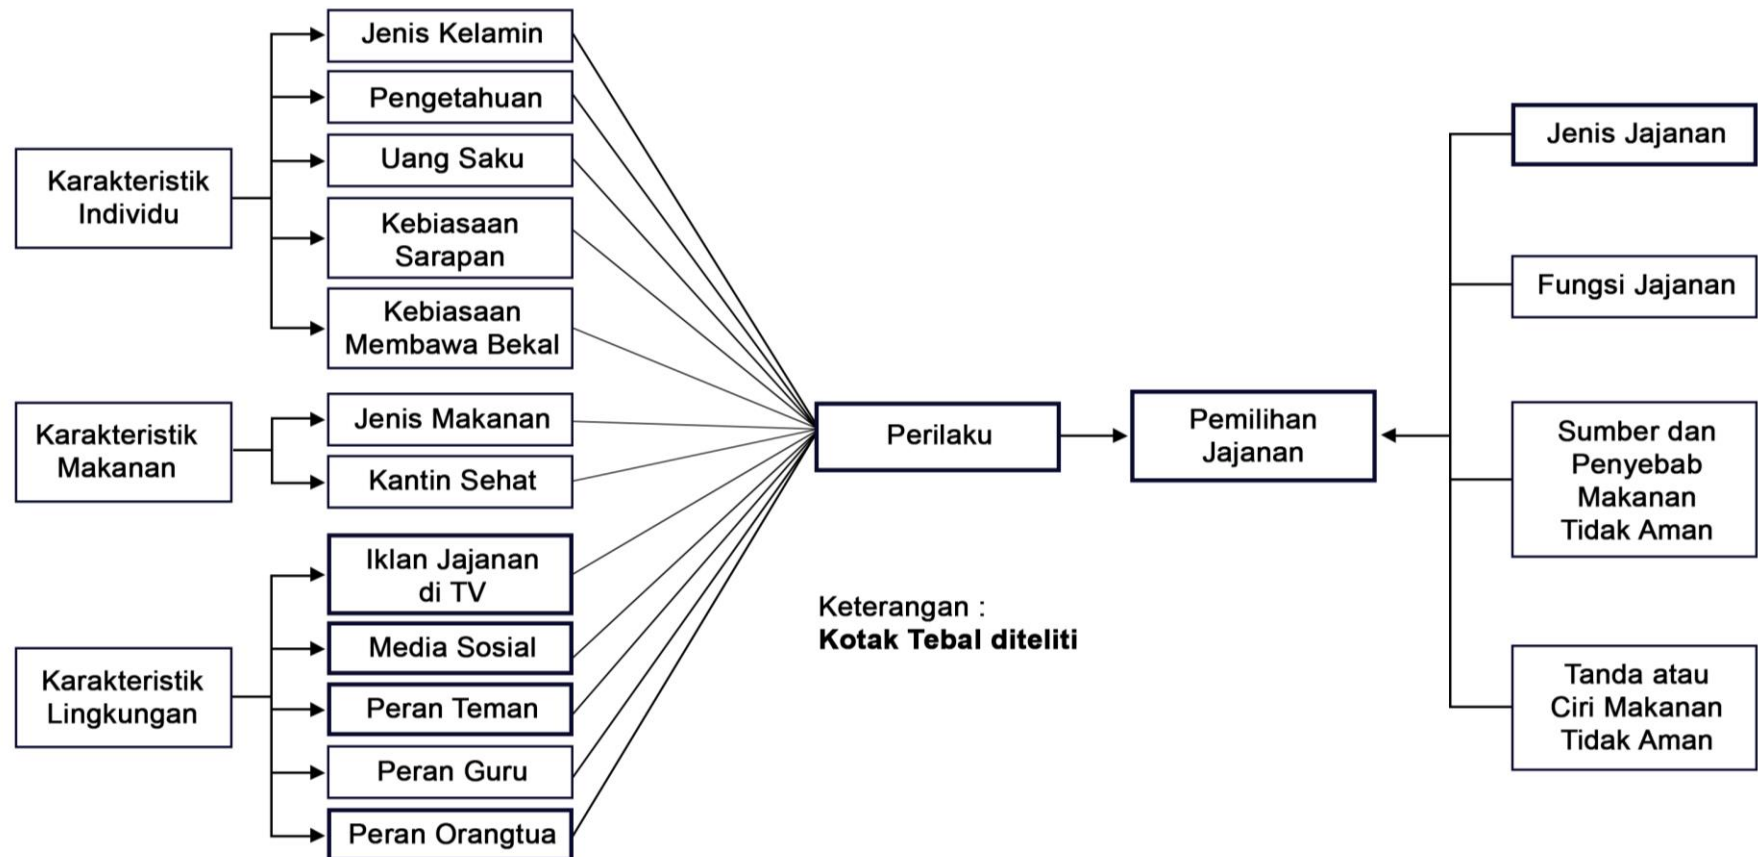 Karakteristik
Individu
Jenis Kelamin
Pengetahuan
Uang Saku
Kebiasaan
Sarapan
Kebiasaan
Membawa Bekal
Karakteristik
Makanan
Jenis Makanan
Kantin Sehat
Karakteristik
Lingkungan
Iklan Jajanan
di TV
Media Sosial
Peran Teman
Peran Guru
Peran Orangtua
Perilaku
Pemilihan
Jajanan
Keterangan :
Kotak Tebal diteliti
Jenis Jajanan
Fungsi Jajanan
Sumber dan
Penyebab
Makanan
Tidak Aman
Tanda atau
Ciri Makanan
Tidak Aman